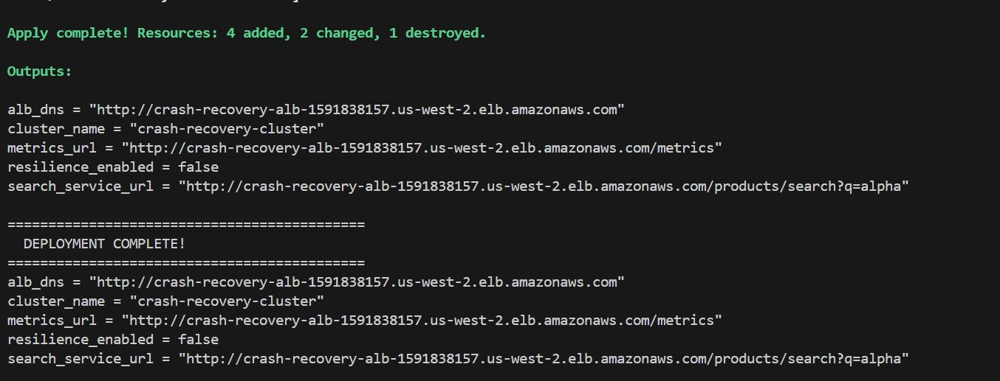 Apply complete! Resources: 4 added, 2 changed, 1 destroyed.
Outputs:
alb_dns = "http://crash-recovery-alb-1591838157.us-west-2.elb.amazonaws.com"
cluster_name = "crash-recovery-cluster"
metrics_url = "http://crash-recovery-alb-1591838157.us-west-2.elb.amazonaws.com/metrics"
resilience_enabled = false
search_service_url = "http://crash-recovery-alb-1591838157.us-west-2.elb.amazonaws.com/products/search?q=alpha"
============================================
DEPLOYMENT COMPLETE!
============================================
alb_dns = "http://crash-recovery-alb-1591838157.us-west-2.elb.amazonaws.com"
cluster_name = "crash-recovery-cluster"
metrics_url = "http://crash-recovery-alb-1591838157.us-west-2.elb.amazonaws.com/metrics"
resilience_enabled = false
search_service_url = "http://crash-recovery-alb-1591838157.us-west-2.elb.amazonaws.com/products/search?q=alpha"